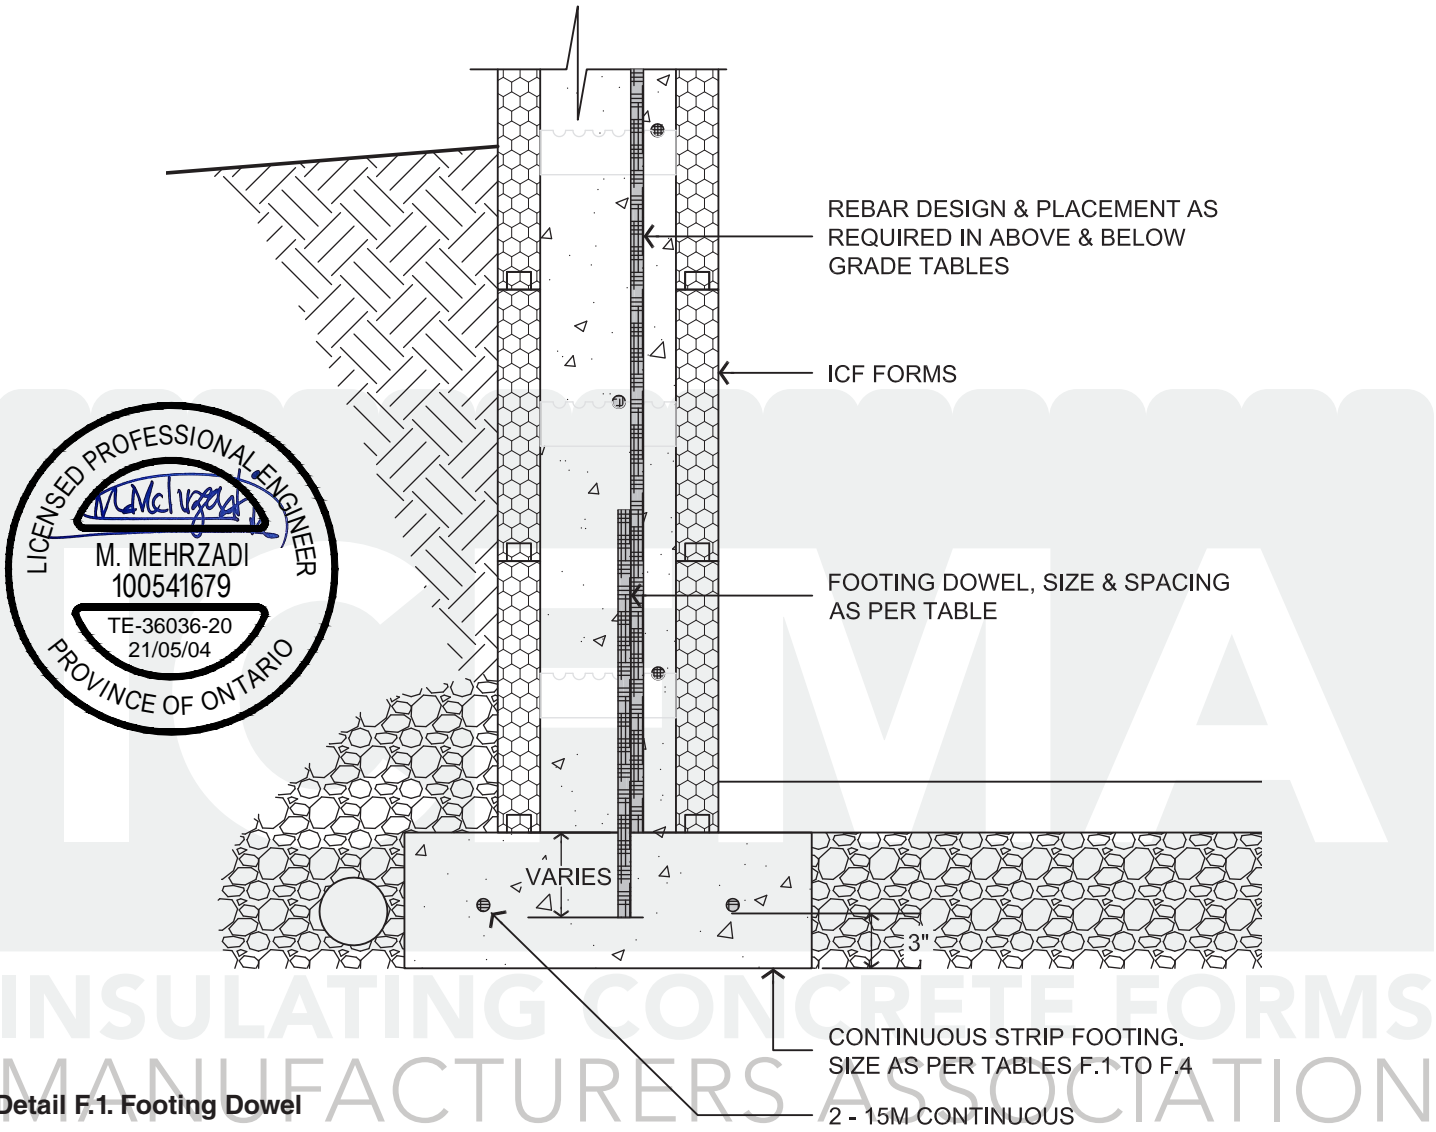 REBAR DESIGN & PLACEMENT AS
REQUIRED IN ABOVE & BELOW
GRADE TABLES
ICF FORMS
LICENSED PROFESSIONAL ENGINEER
M. MEHRZADI
100541679
TE-36036-20
21/05/04
PROVINCE OF ONTARIO
FOOTING DOWEL, SIZE & SPACING
AS PER TABLE
ICFMA
VARIES
3"
INSULATING CONCRETE FORMS
MANUFACTURERS ASSOCIATION
CONTINUOUS STRIP FOOTING.
SIZE AS PER TABLES F.1 TO F.4
2 - 15M CONTINUOUS
Detail F.1. Footing Dowel